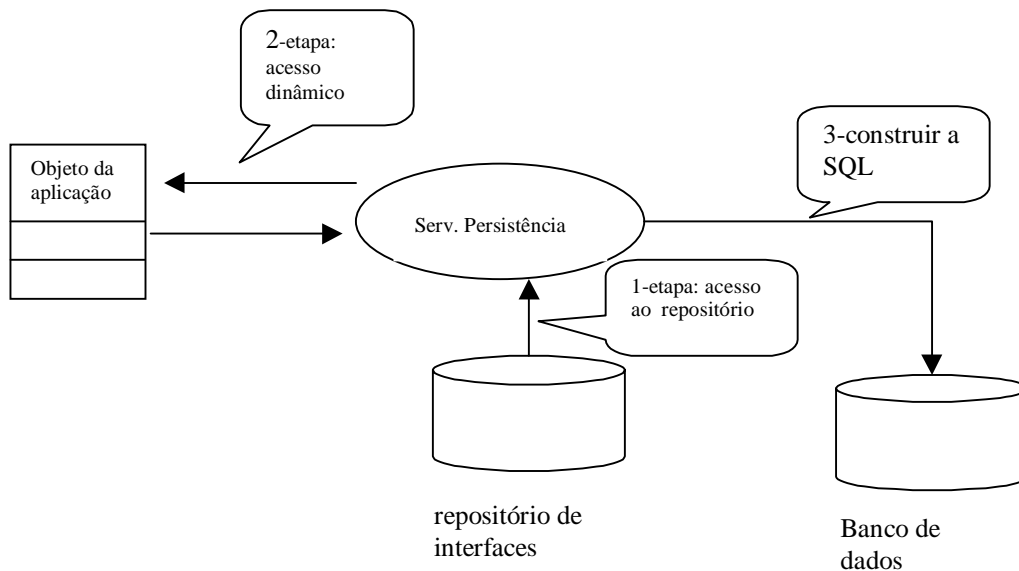 2-etapa:
acesso
dinâmico
3-construir a
SQL
Objeto da
aplicação
Serv. Persistência
1-etapa: acesso
ao repositório
repositório de
interfaces
Banco de
dados